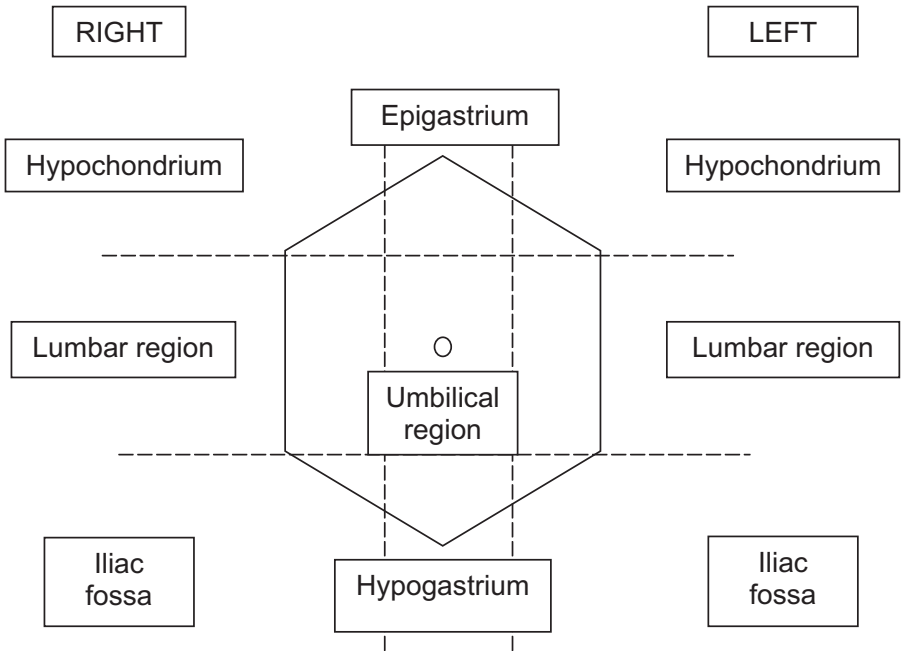 RIGHT
LEFT
Epigastrium
Hypochondrium
Hypochondrium
Lumbar region
Lumbar region
Umbilical
region
Iliac
fossa
Hypogastrium
Iliac
fossa